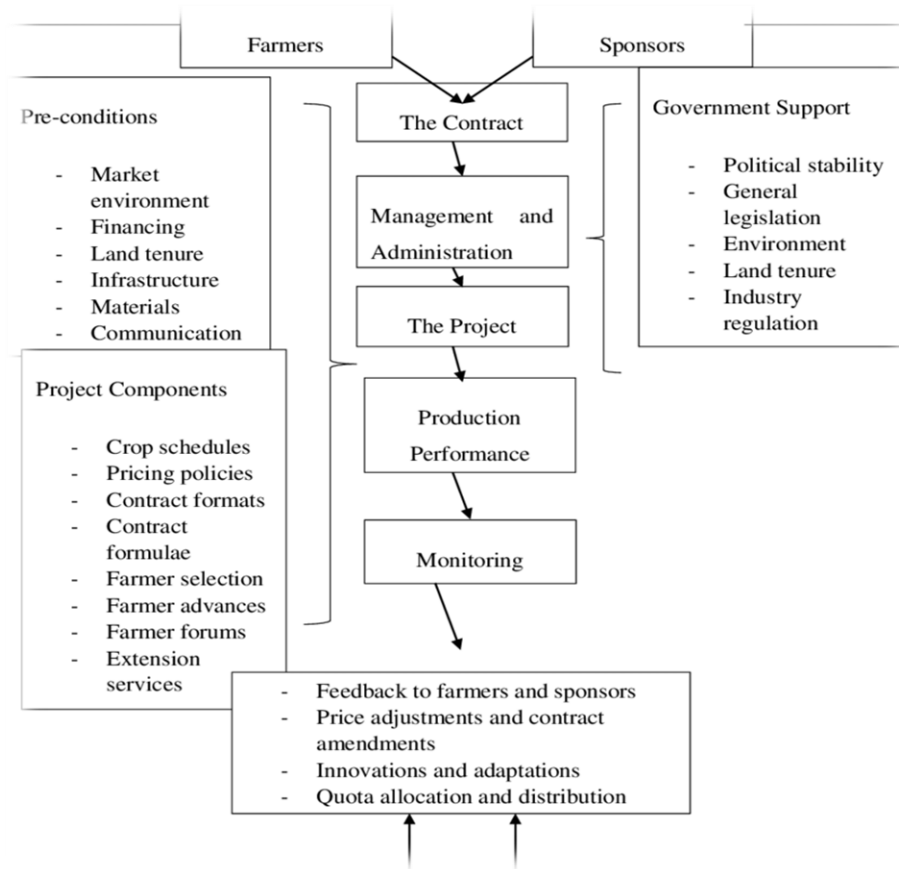 Farmers
Sponsors
Pre-conditions
- Market
environment
- Financing
- Land tenure
- Infrastructure
- Materials
- Communication
Project Components
- Crop schedules
- Pricing policies
- Contract formats
- Contract
formulae
- Farmer selection
- Farmer advances
- Farmer forums
- Extension
services
The Contract
Management and
Administration
The Project
Production
Performance
Monitoring
Government Support
- Political stability
- General
legislation
- Environment
- Land tenure
- Industry
regulation
- Feedback to farmers and sponsors
- Price adjustments and contract
amendments
- Innovations and adaptations
- Quota allocation and distribution